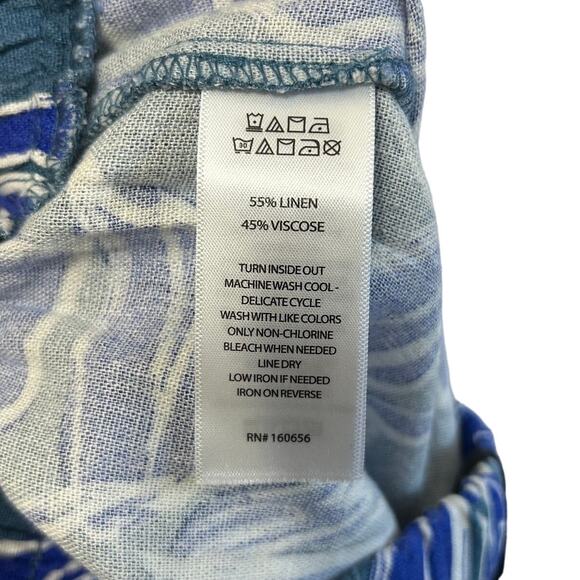 55% LINEN
45% VISCOSE
TURN INSIDE OUT
MACHINE WASH COOL -
DELICATE CYCLE
WASH WITH LIKE COLORS
ONLY NON-CHLORINE
BLEACH WHEN NEEDED
LINE DRY
LOW IRON IF NEEDED
IRON ON REVERSE
RN# 160656